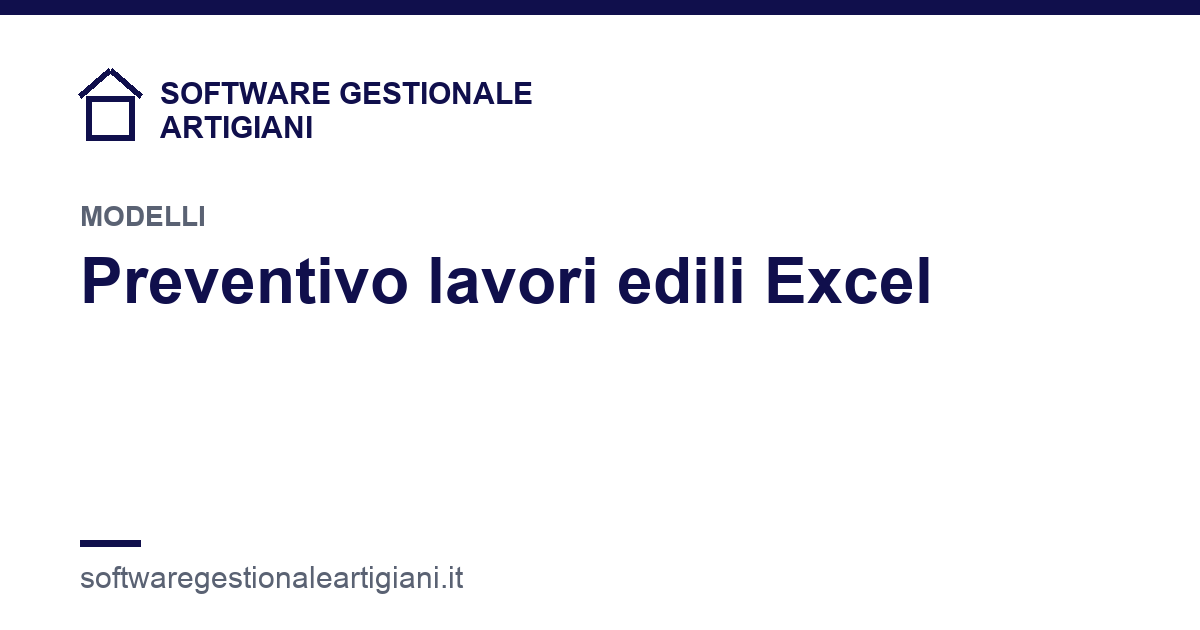 SOFTWARE GESTIONALE
ARTIGIANI
MODELLI
Preventivo lavori edili Excel
softwaregestionaleartigiani.it